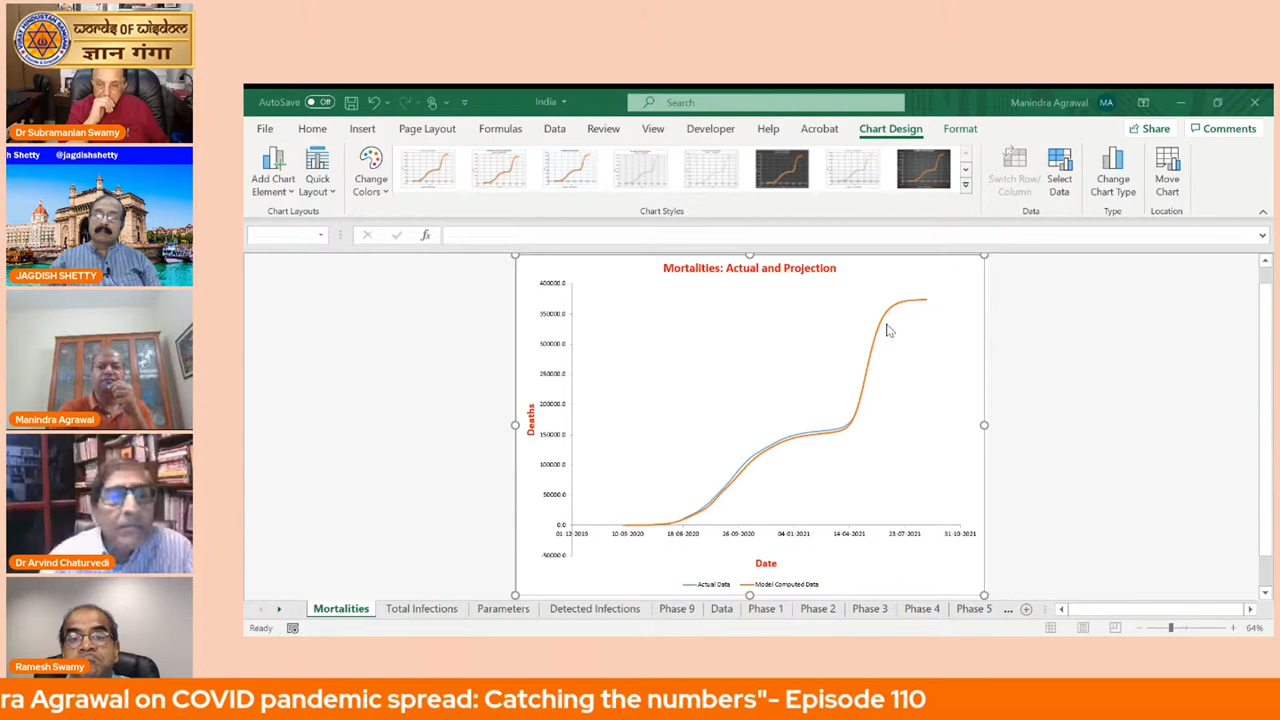 VIRAT HINDUSTAN SANGAM
WORDS OF WISDOM
ज्ञान गंगा
Dr Subramanian Swamy
h Shetty @jagdishshetty
JAGDISH SHETTY
Manindra Agrawal
Dr Arvind Chaturvedi
Ramesh Swamy
AutoSave Off India Search Manindra Agrawal MA
File Home Insert Page Layout Formulas Data Review View Developer Help Acrobat Chart Design Format Share Comments
Add Chart Element Quick Layout Change Colors Switch Row/ Column Select Data Change Chart Type Move Chart
Chart Layouts Chart Styles Data Type Location
fx
Mortalities: Actual and Projection
400000.0
350000.0
300000.0
250000.0
200000.0
150000.0
100000.0
50000.0
0.0
-50000.0
Deaths
01-12-2019 10-03-2020 18-06-2020 26-09-2020 04-01-2021 14-04-2021 23-07-2021 31-10-2021
Date
Actual Data Model Computed Data
Mortalities Total Infections Parameters Detected Infections Phase 9 Data Phase 1 Phase 2 Phase 3 Phase 4 Phase 5 ...
Ready 64%
ra Agrawal on COVID pandemic spread: Catching the numbers"- Episode 110